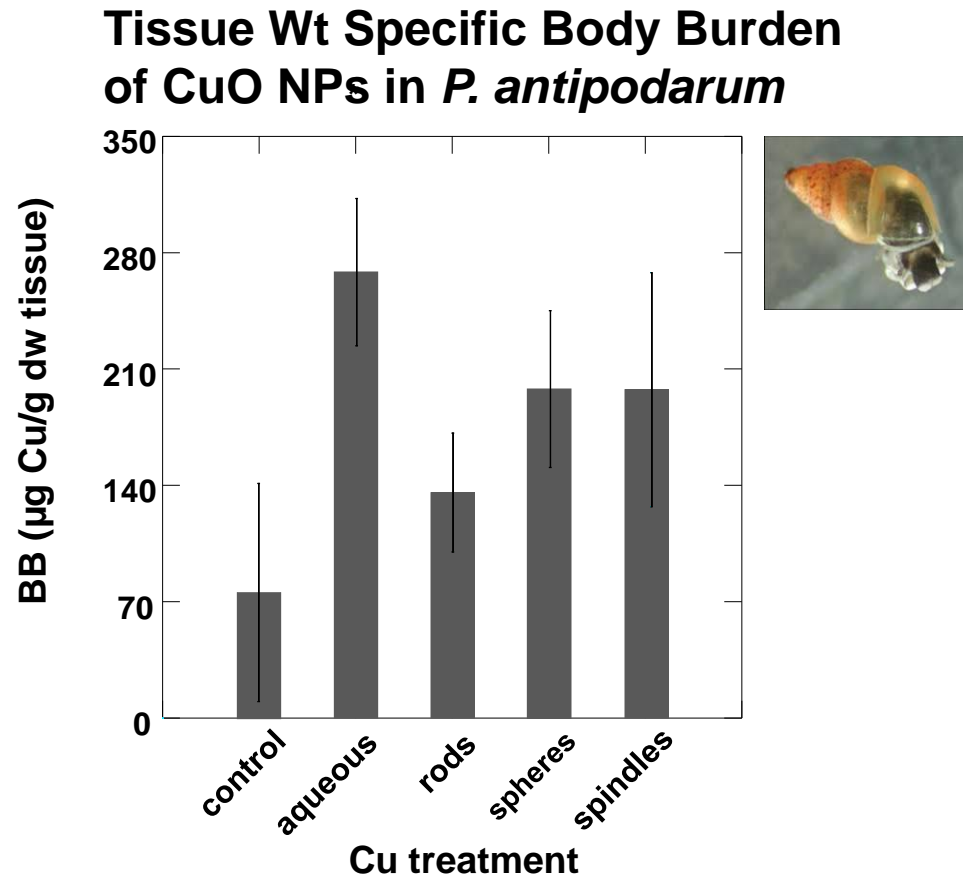 Tissue Wt Specific Body Burden
of CuO NPs in P. antipodarum
350
280
210
140
70
0
BB (µg Cu/g dw tissue)
control
aqueous
rods
spheres
spindles
Cu treatment